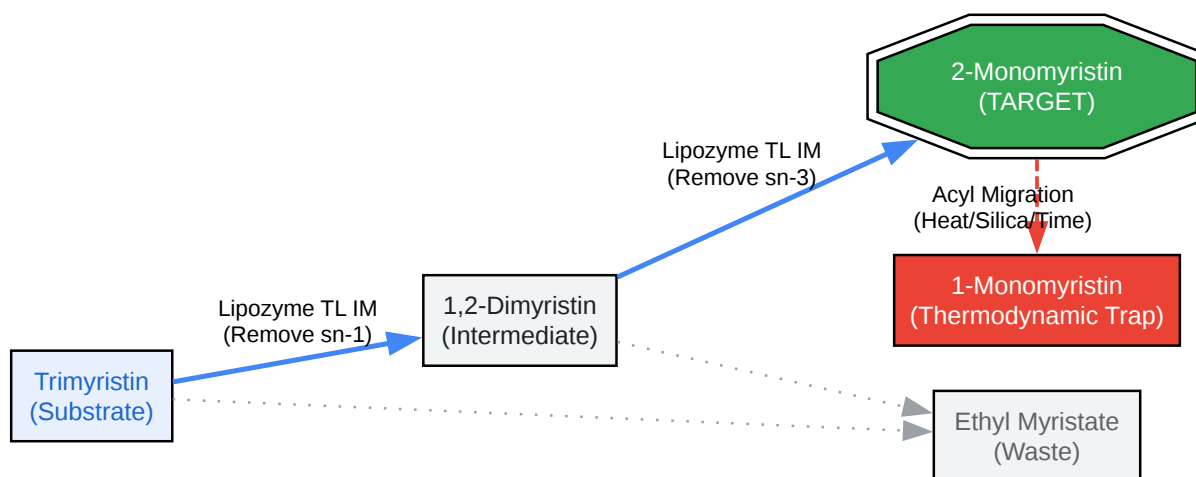 2-Monomyristin
(TARGET)
Lipozyme TL IM
(Remove sn-3)
Acyl Migration
(Heat/Silica/Time)
1-Monomyristin
(Thermodynamic Trap)
Lipozyme TL IM
(Remove sn-1)
1,2-Dimyristin
(Intermediate)
Trimyristin
(Substrate)
Ethyl Myristate
(Waste)